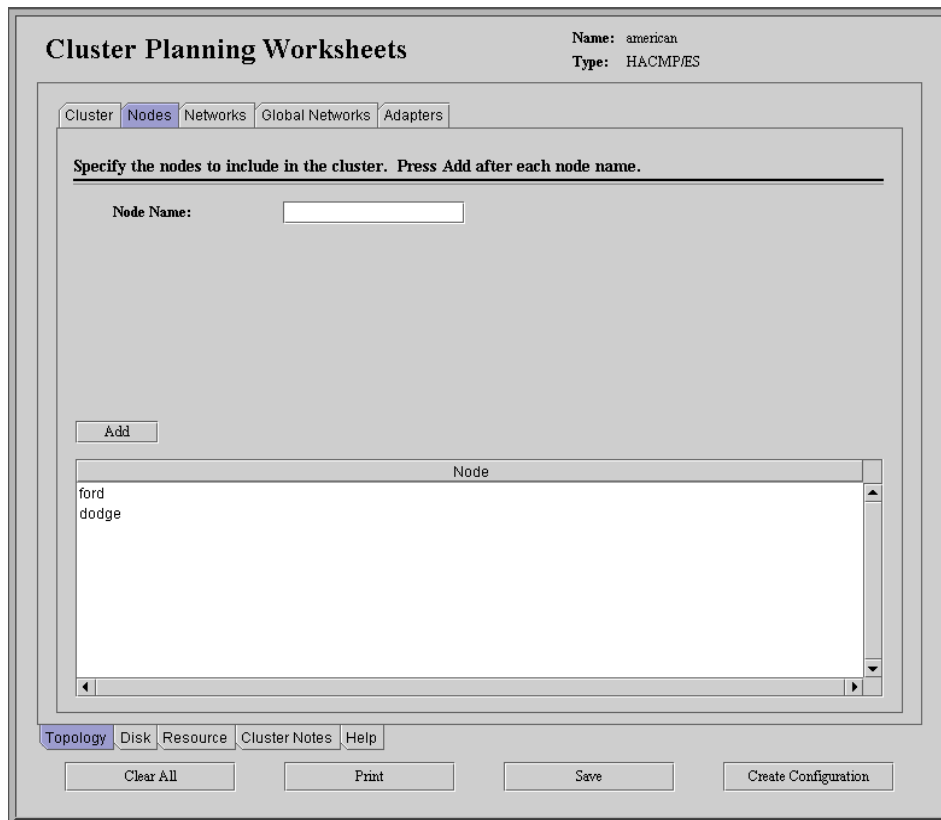 Cluster Planning Worksheets
Name: american
Type: HACMP/ES
Cluster Nodes Networks Global Networks Adapters
Specify the nodes to include in the cluster. Press Add after each node name.
Node Name:
Add
Node
ford
dodge
Topology Disk Resource Cluster Notes Help
Clear All Print Save Create Configuration